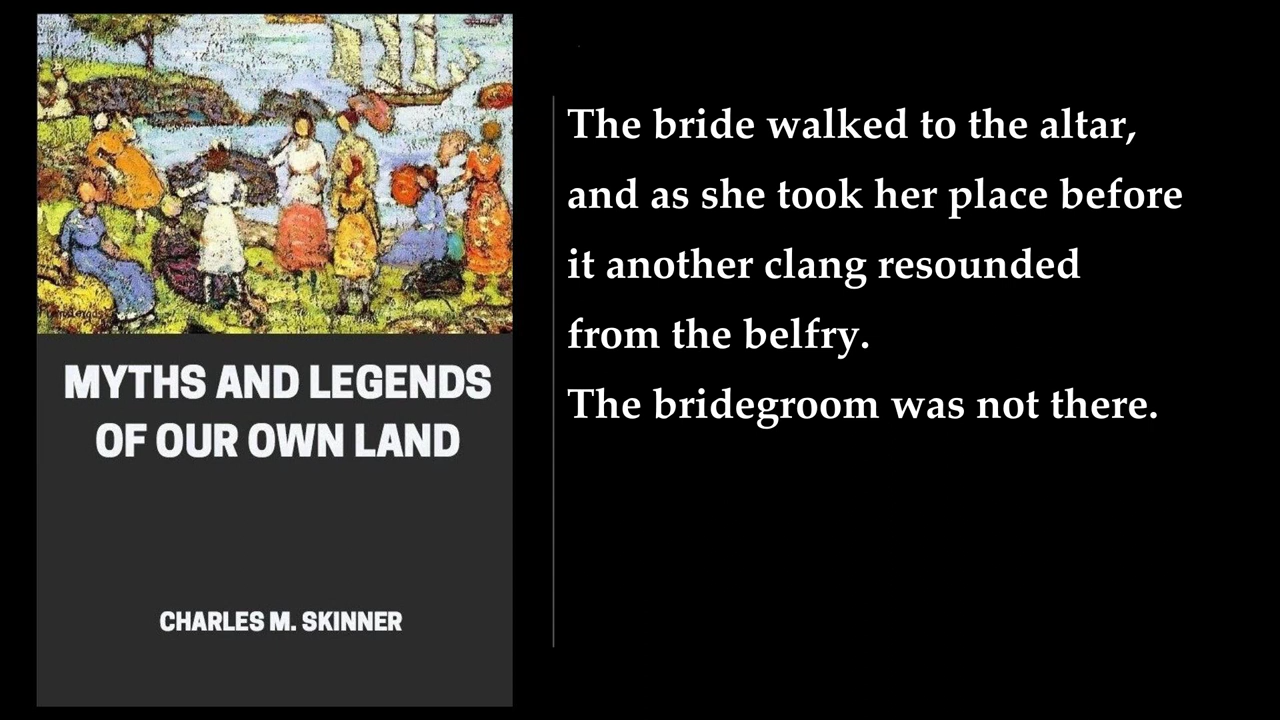 MYTHS AND LEGENDS
OF OUR OWN LAND
CHARLES M. SKINNER
The bride walked to the altar,
and as she took her place before
it another clang resounded
from the belfry.
The bridegroom was not there.